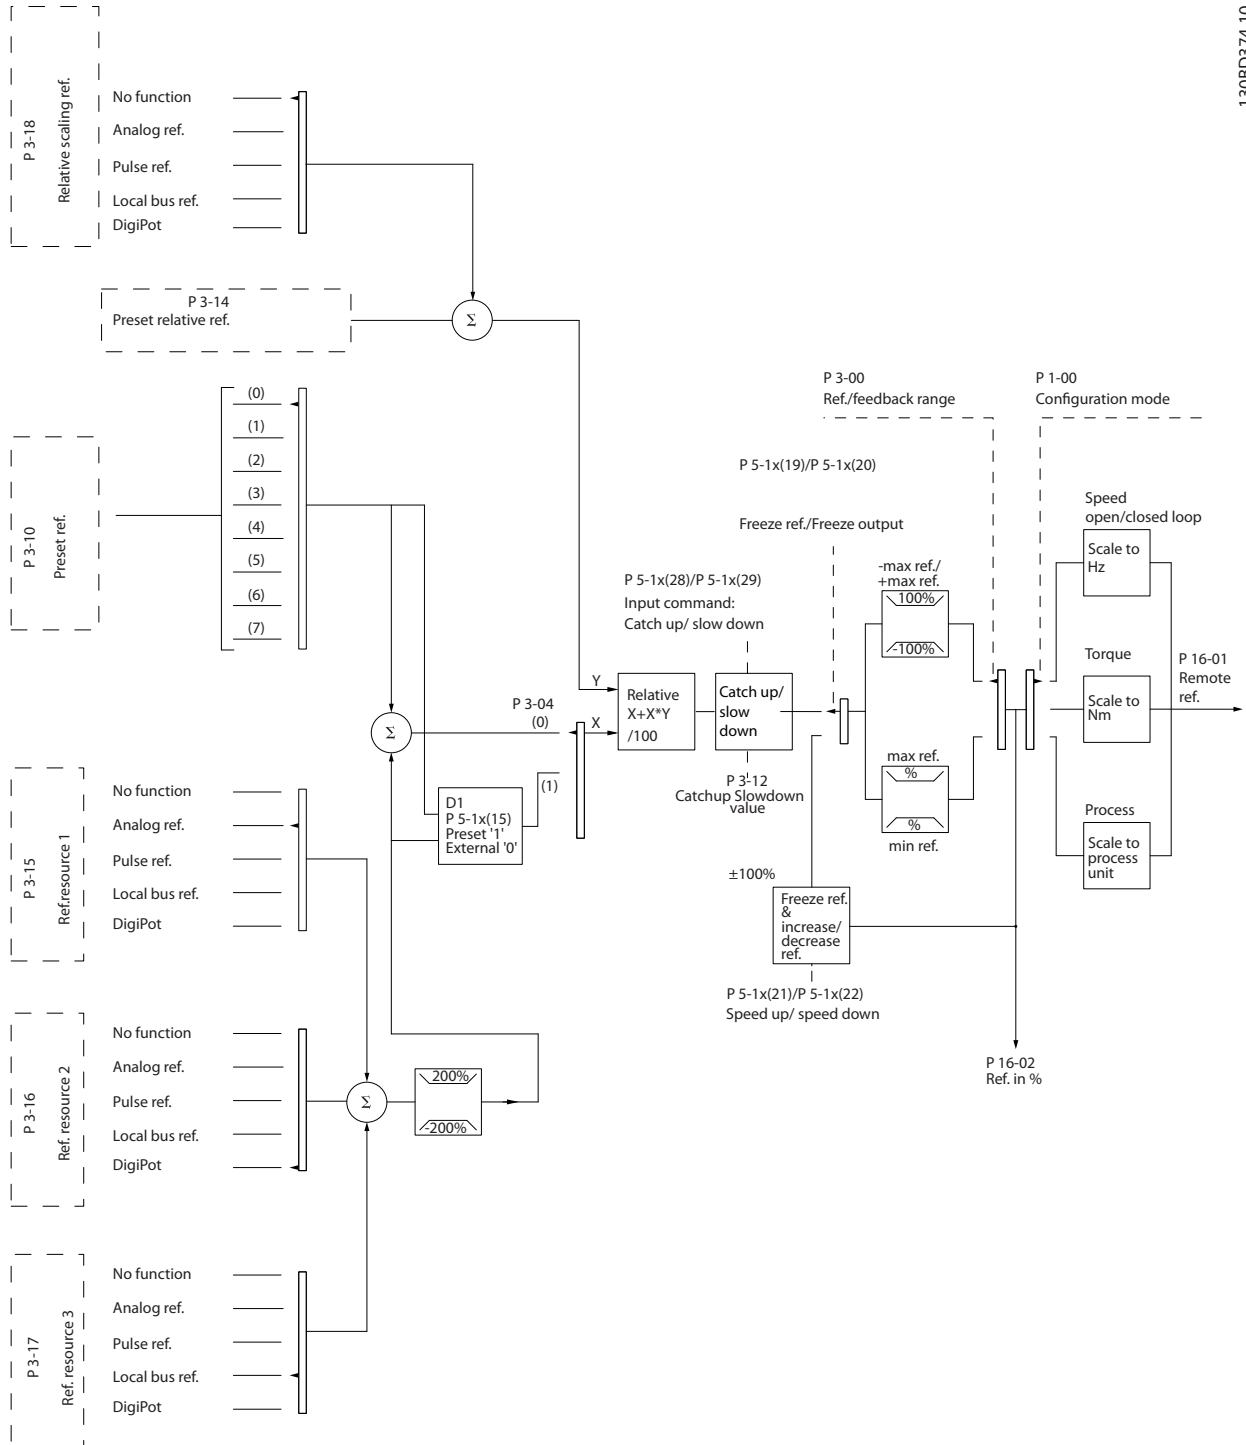 130BD374.10
P 3-18
Relative scaling ref.
No function
Analog ref.
Pulse ref.
Local bus ref.
DigiPot
P 3-14
Preset relative ref.
Σ
P 3-10
Preset ref.
(0)
(1)
(2)
(3)
(4)
(5)
(6)
(7)
P 3-00
Ref./feedback range
P 1-00
Configuration mode
P 5-1x(19)/P 5-1x(20)
Freeze ref./Freeze output
Speed
open/closed loop
Scale to
Hz
-max ref./
+max ref.
100%
-100%
P 5-1x(28)/P 5-1x(29)
Input command:
Catch up/ slow down
Torque
Scale to
Nm
P 16-01
Remote
ref.
Y
X
Relative
X+X*Y
/100
Catch up/
slow
down
P 3-04
(0)
(1)
Σ
P 3-12
Catchup Slowdown
value
max ref.
%
%
min ref.
Process
Scale to
process
unit
D1
P 5-1x(15)
Preset '1'
External '0'
±100%
Freeze ref.
&
increase/
decrease
ref.
P 5-1x(21)/P 5-1x(22)
Speed up/ speed down
P 16-02
Ref. in %
P 3-15
Ref.resource 1
No function
Analog ref.
Pulse ref.
Local bus ref.
DigiPot
P 3-16
Ref. resource 2
No function
Analog ref.
Pulse ref.
Local bus ref.
DigiPot
Σ
200%
-200%
P 3-17
Ref. resource 3
No function
Analog ref.
Pulse ref.
Local bus ref.
DigiPot